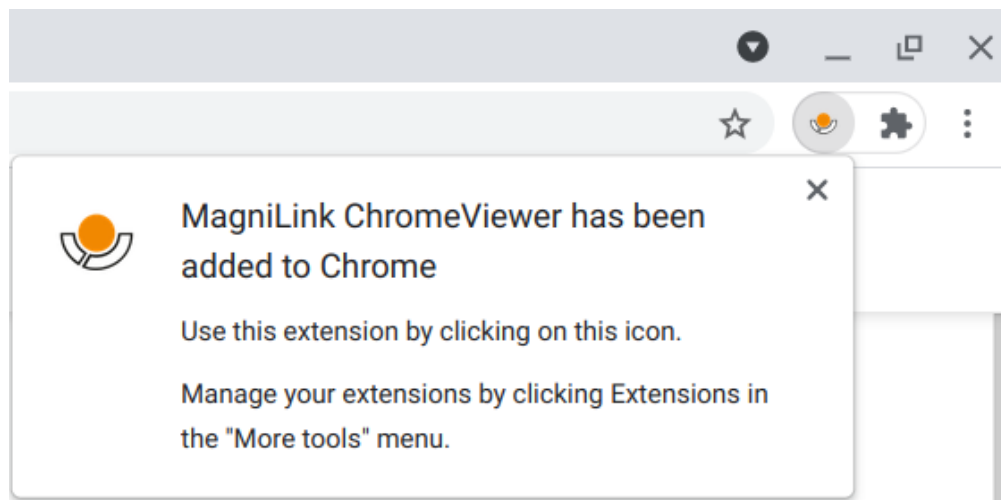 MagniLink ChromeViewer has been
added to Chrome
Use this extension by clicking on this icon.
Manage your extensions by clicking Extensions in
the "More tools" menu.